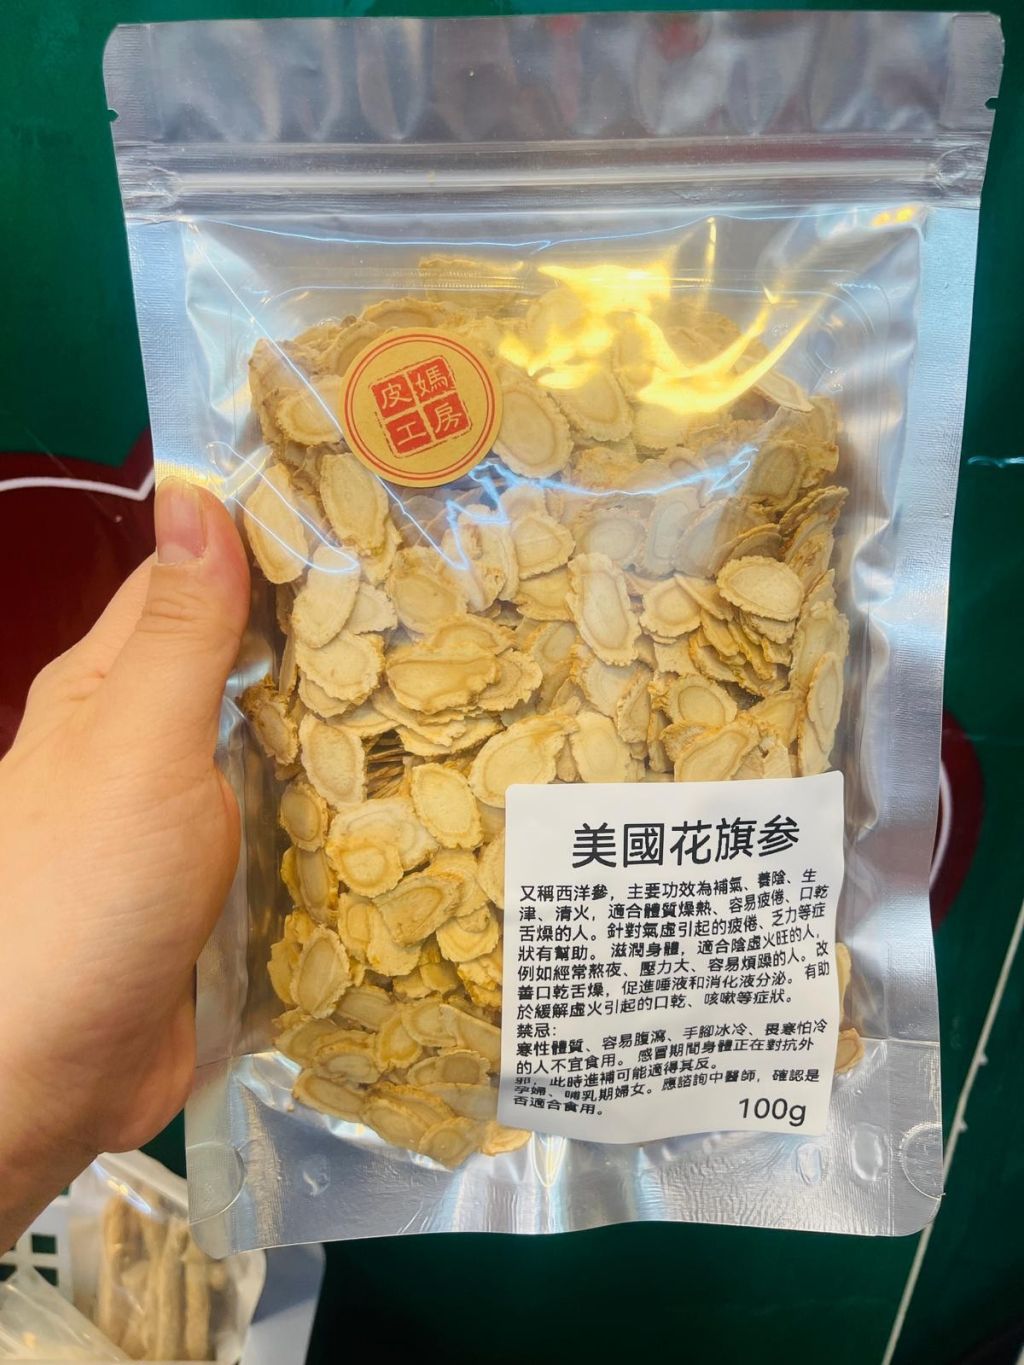 皮媽
工房
美國花旗参
又稱西洋參，主要功效為補氣、養陰、生
津、清火，適合體質燥熱、容易疲倦、口乾
舌燥的人。針對氣虛引起的疲倦、乏力等症
狀有幫助。 滋潤身體，適合陰虛火旺的人，
例如經常熬夜、壓力大、容易煩躁的人。改
善口乾舌燥，促進唾液和消化液分泌。有助
於緩解虛火引起的口乾、咳嗽等症狀。
禁忌：
寒性體質、容易腹瀉、手腳冰冷、畏寒怕冷
的人不宜食用。 感冒期間身體正在對抗外
邪，此時進補可能適得其反。
孕婦、哺乳期婦女。應諮詢中醫師，確認是
否適合食用。
100g